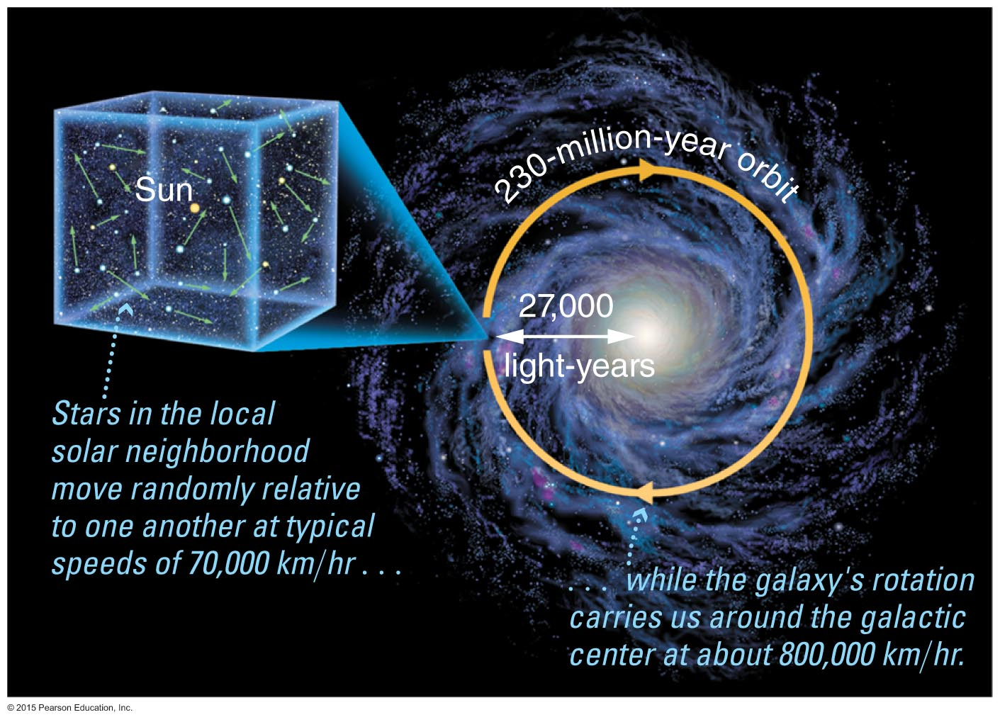 230-million-year orbit
Sun
27,000
light-years
Stars in the local
solar neighborhood
move randomly relative
to one another at typical
speeds of 70,000 km/hr . . .
. . . while the galaxy's rotation
carries us around the galactic
center at about 800,000 km/hr.
© 2015 Pearson Education, Inc.